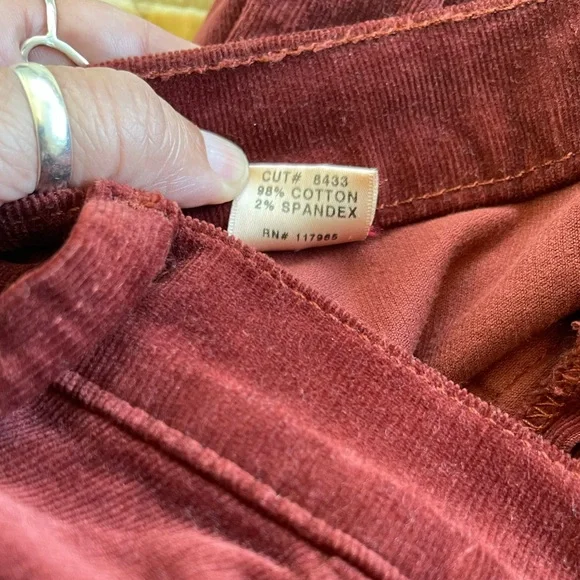 CUT# 8433
98% COTTON
2% SPANDEX
RN# 117965